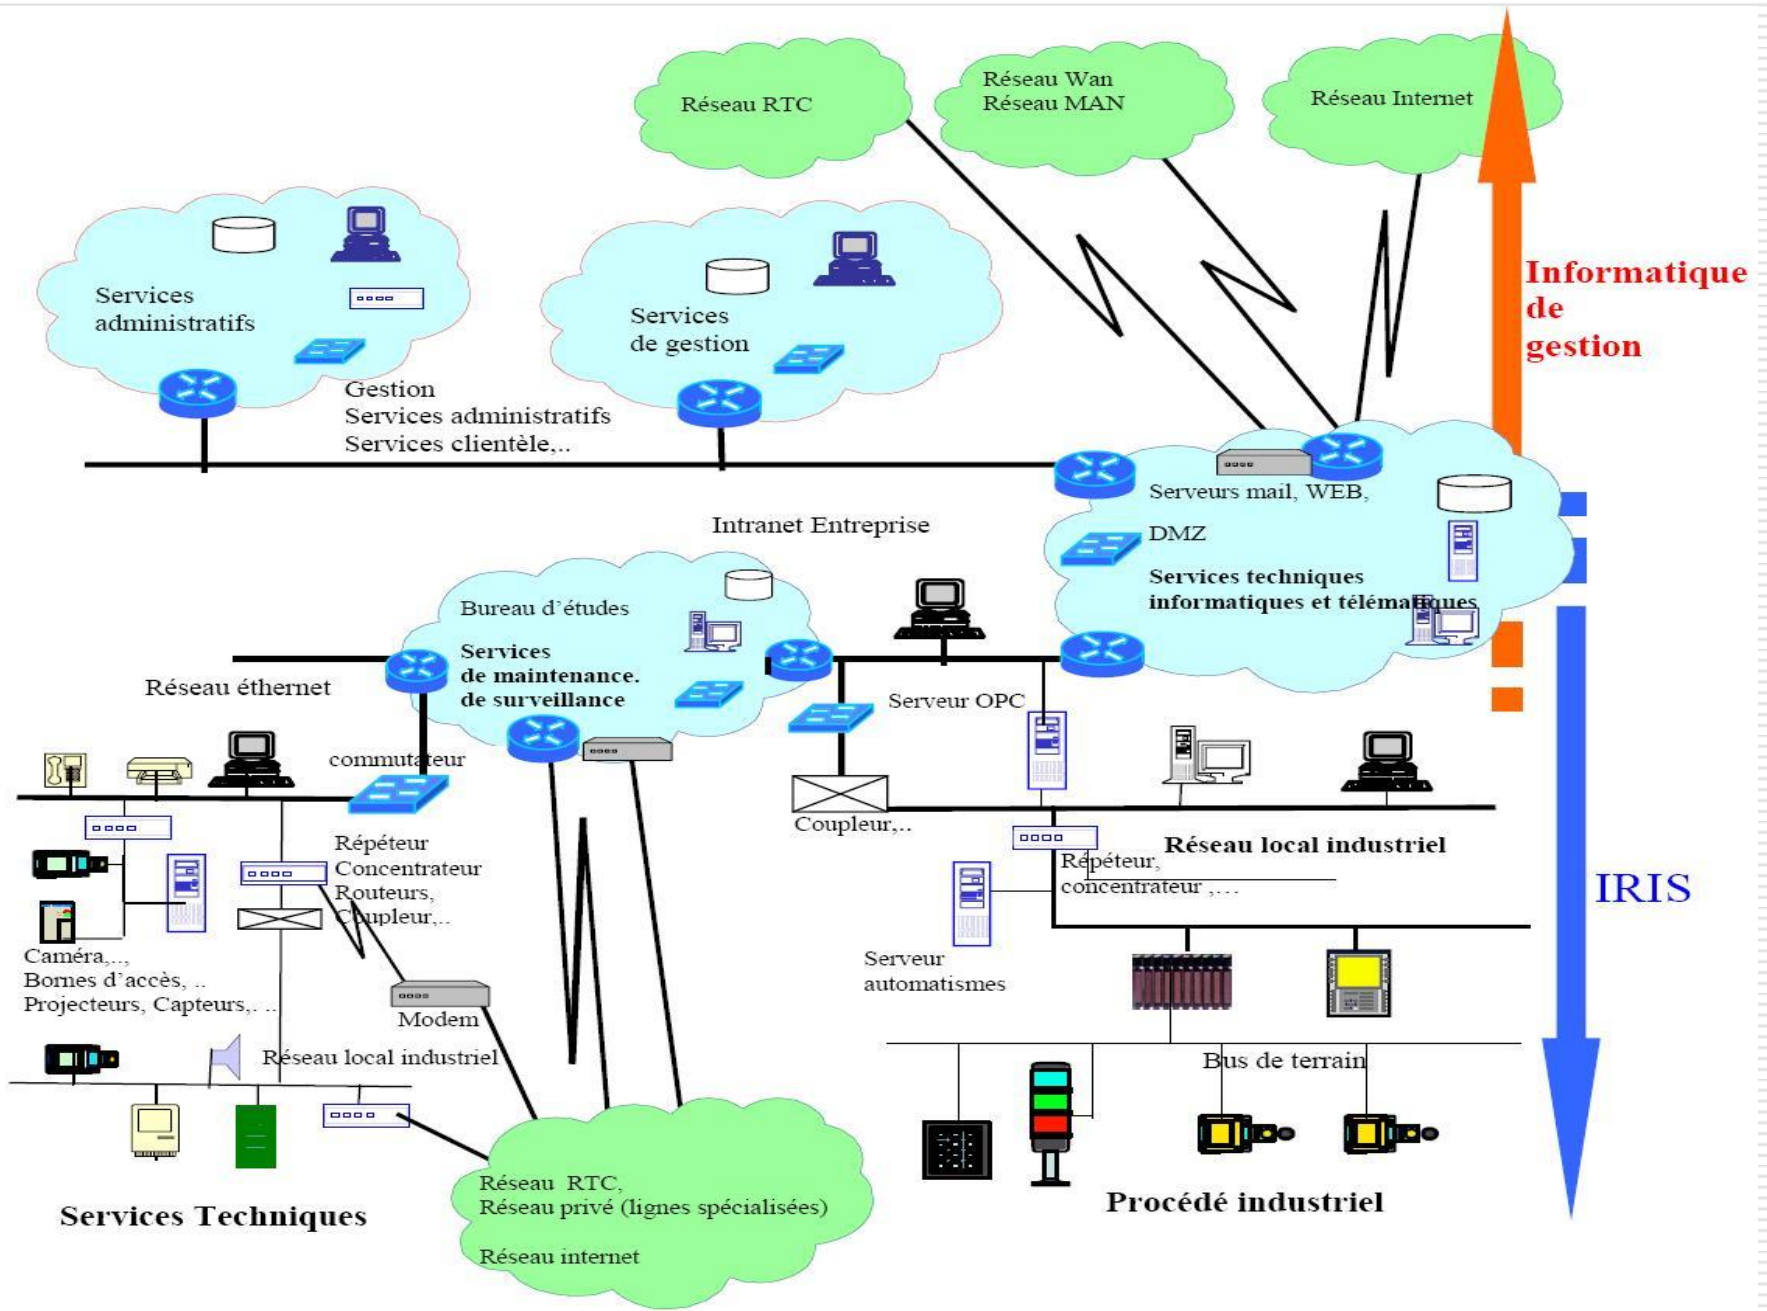 Réseau RTC
Réseau Wan
Réseau MAN
Réseau Internet
Informatique
de
gestion
Services
administratifs
Services
de gestion
Gestion
Services administratifs
Services clientèle,..
Serveurs mail, WEB,
DMZ
Services techniques
informatiques et télématiques
Intranet Entreprise
Bureau d'études
Services
de maintenance.
de surveillance
Réseau éthernet
Serveur OPC
commutateur
Coupleur,..
Répéteur
Concentrateur
Routeurs,
Coupleur,..
Réseau local industriel
Répéteur,
concentrateur ,...
IRIS
Caméra,..,
Bornes d'accès, ..
Projecteurs, Capteurs,. ..
Serveur
automatismes
Modem
Réseau local industriel
Bus de terrain
Réseau RTC,
Réseau privé (lignes spécialisées)
Réseau internet
Services Techniques
Procédé industriel